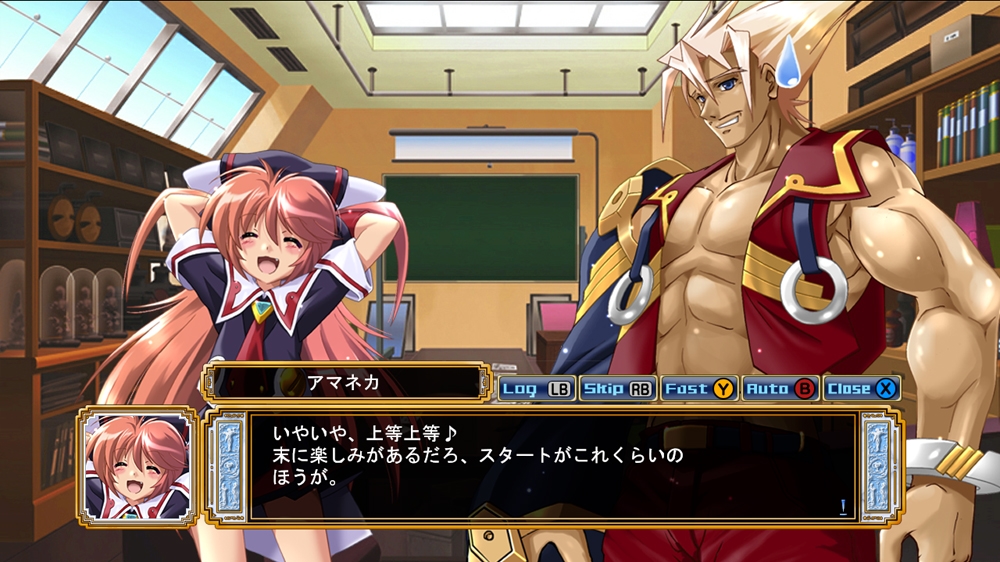 アマネカ
Log LB Skip RB Fast Y Auto B Close X
いやいや、上等上等♪
末に楽しみがあるだろ、スタートがこれくらいの
ほうが。